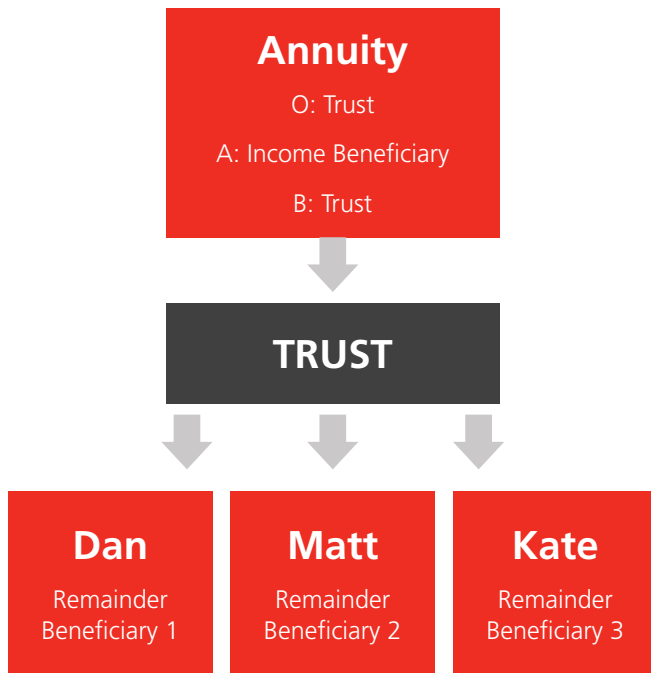 Annuity
O: Trust
A: Income Beneficiary
B: Trust
TRUST
Dan
Remainder
Beneficiary 1
Matt
Remainder
Beneficiary 2
Kate
Remainder
Beneficiary 3